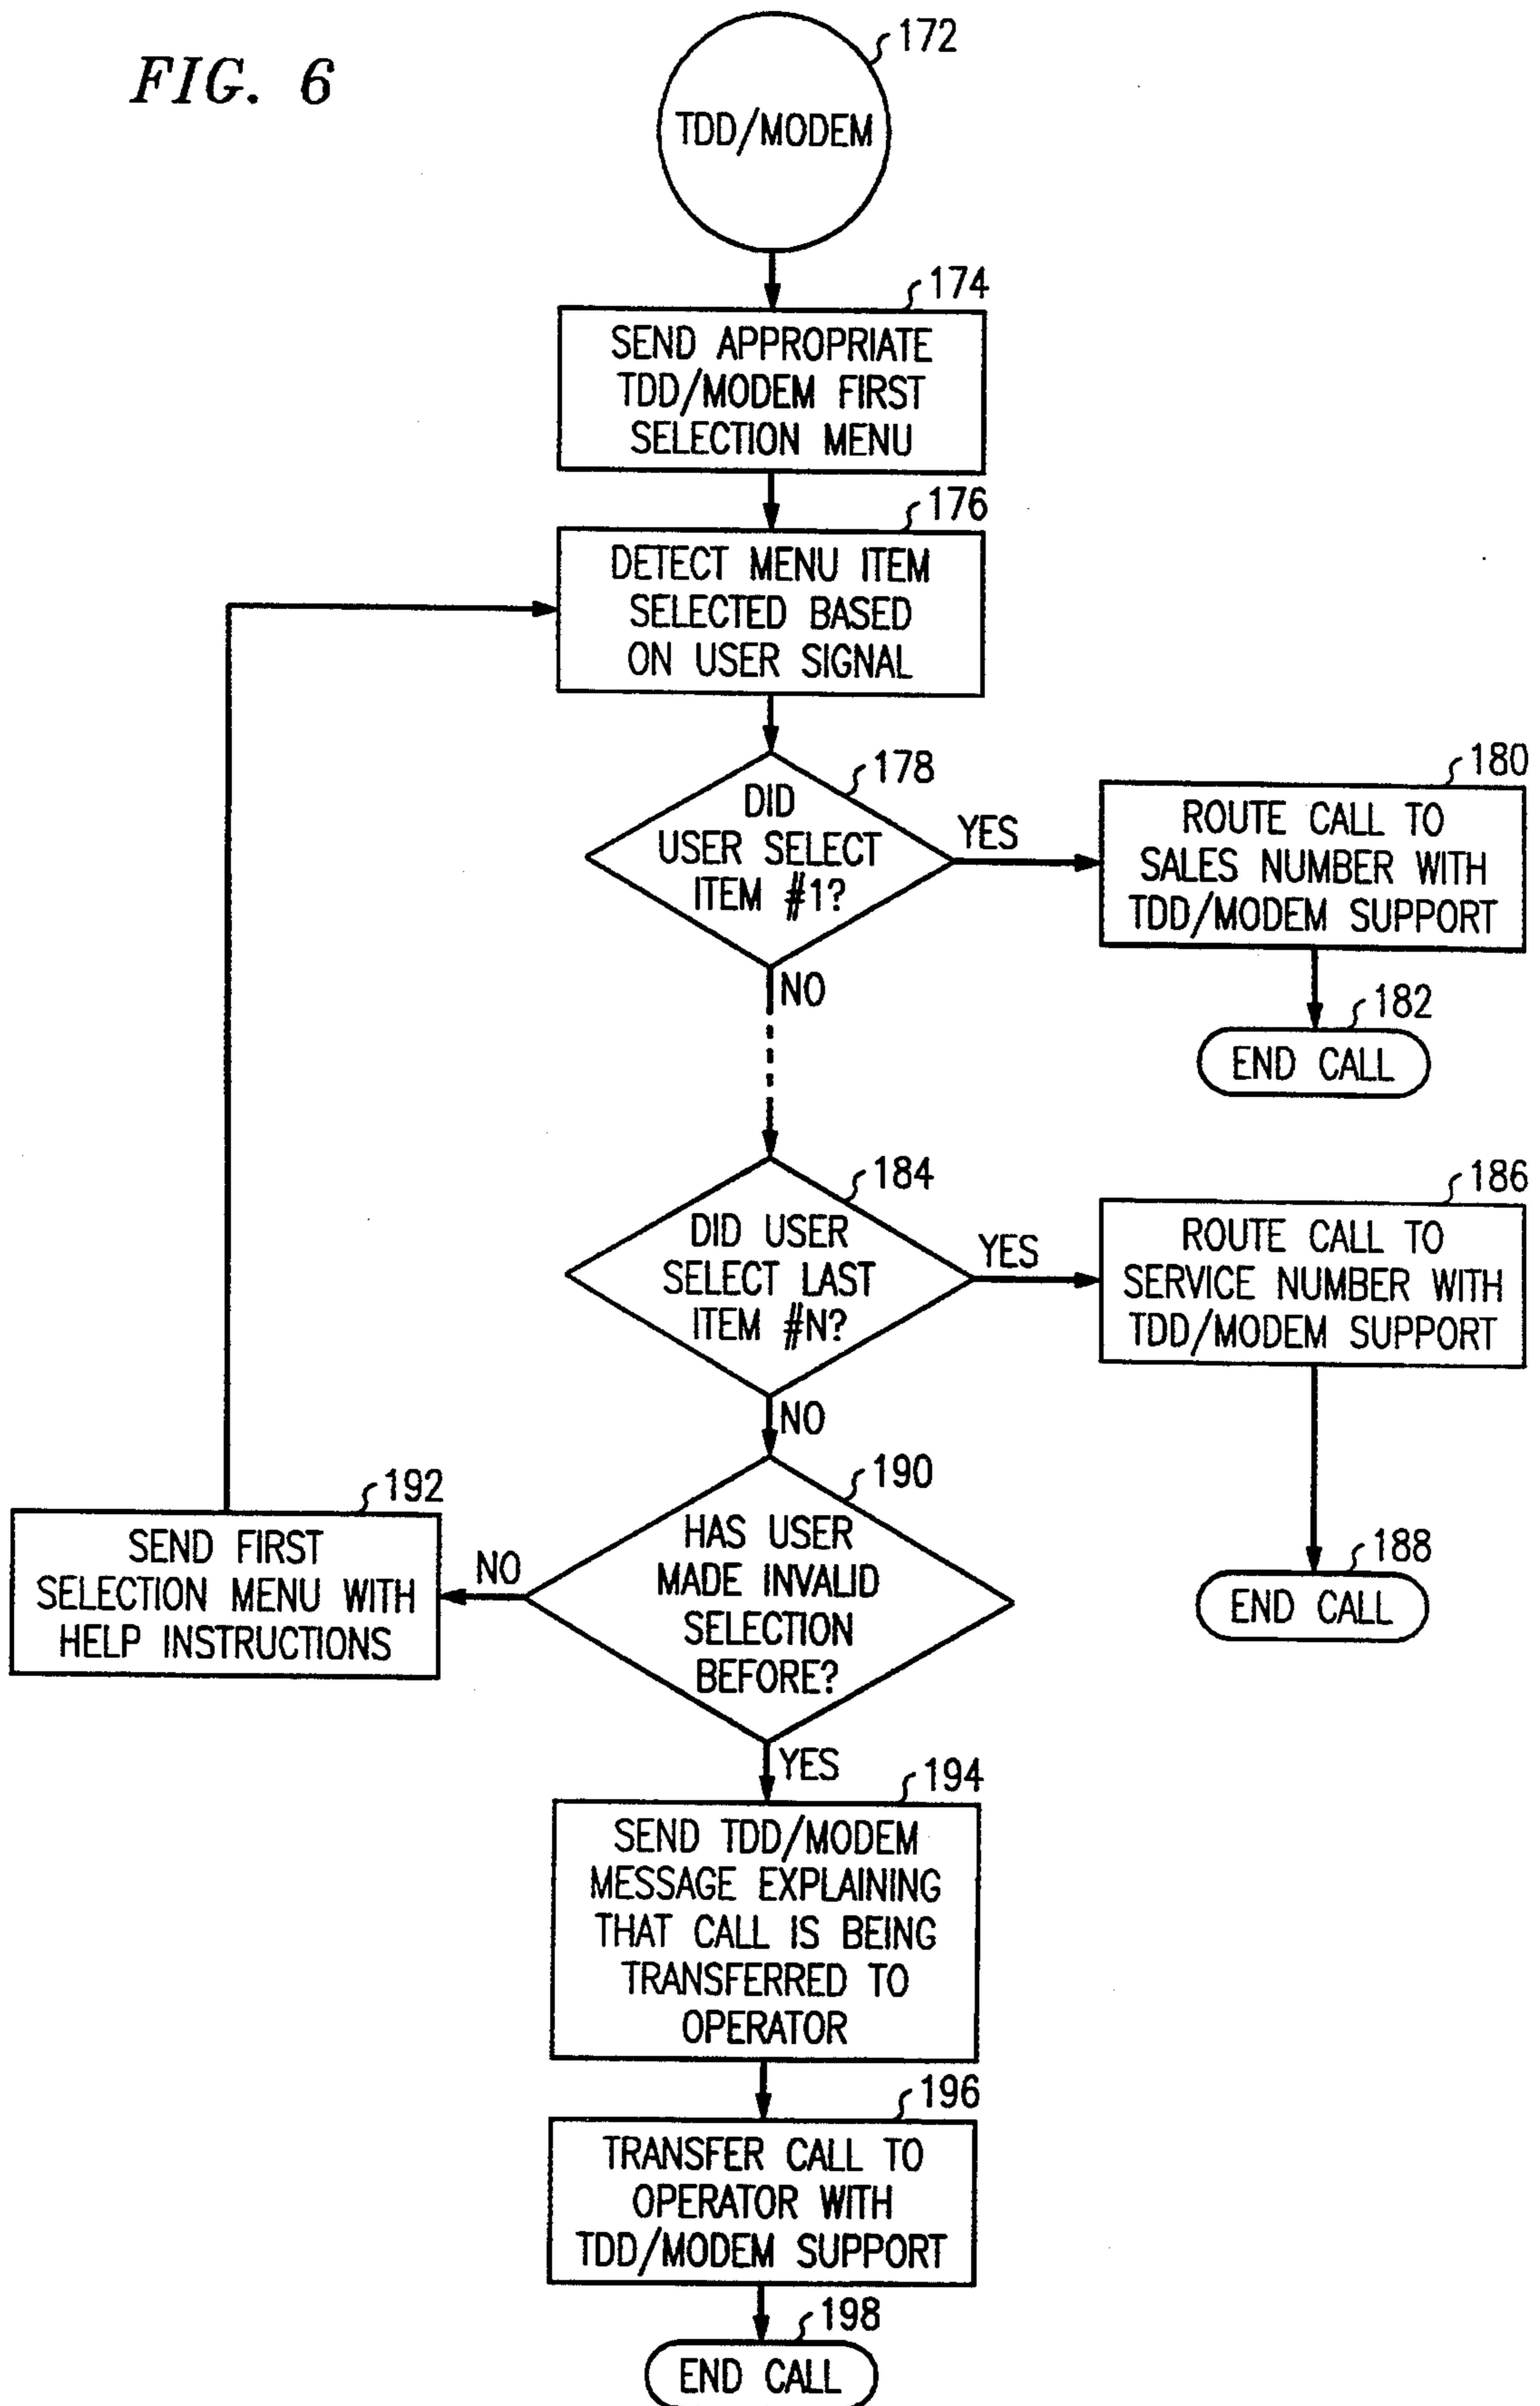 FIG. 6
172
TDD/MODEM
174
SEND APPROPRIATE
TDD/MODEM FIRST
SELECTION MENU
176
DETECT MENU ITEM
SELECTED BASED
ON USER SIGNAL
178
DID
USER SELECT
ITEM #1?
YES
180
ROUTE CALL TO
SALES NUMBER WITH
TDD/MODEM SUPPORT
NO
182
END CALL
184
DID USER
SELECT LAST
ITEM #N?
YES
186
ROUTE CALL TO
SERVICE NUMBER WITH
TDD/MODEM SUPPORT
NO
188
END CALL
190
HAS USER
MADE INVALID
SELECTION
BEFORE?
NO
192
SEND FIRST
SELECTION MENU WITH
HELP INSTRUCTIONS
YES
194
SEND TDD/MODEM
MESSAGE EXPLAINING
THAT CALL IS BEING
TRANSFERRED TO
OPERATOR
196
TRANSFER CALL TO
OPERATOR WITH
TDD/MODEM SUPPORT
198
END CALL